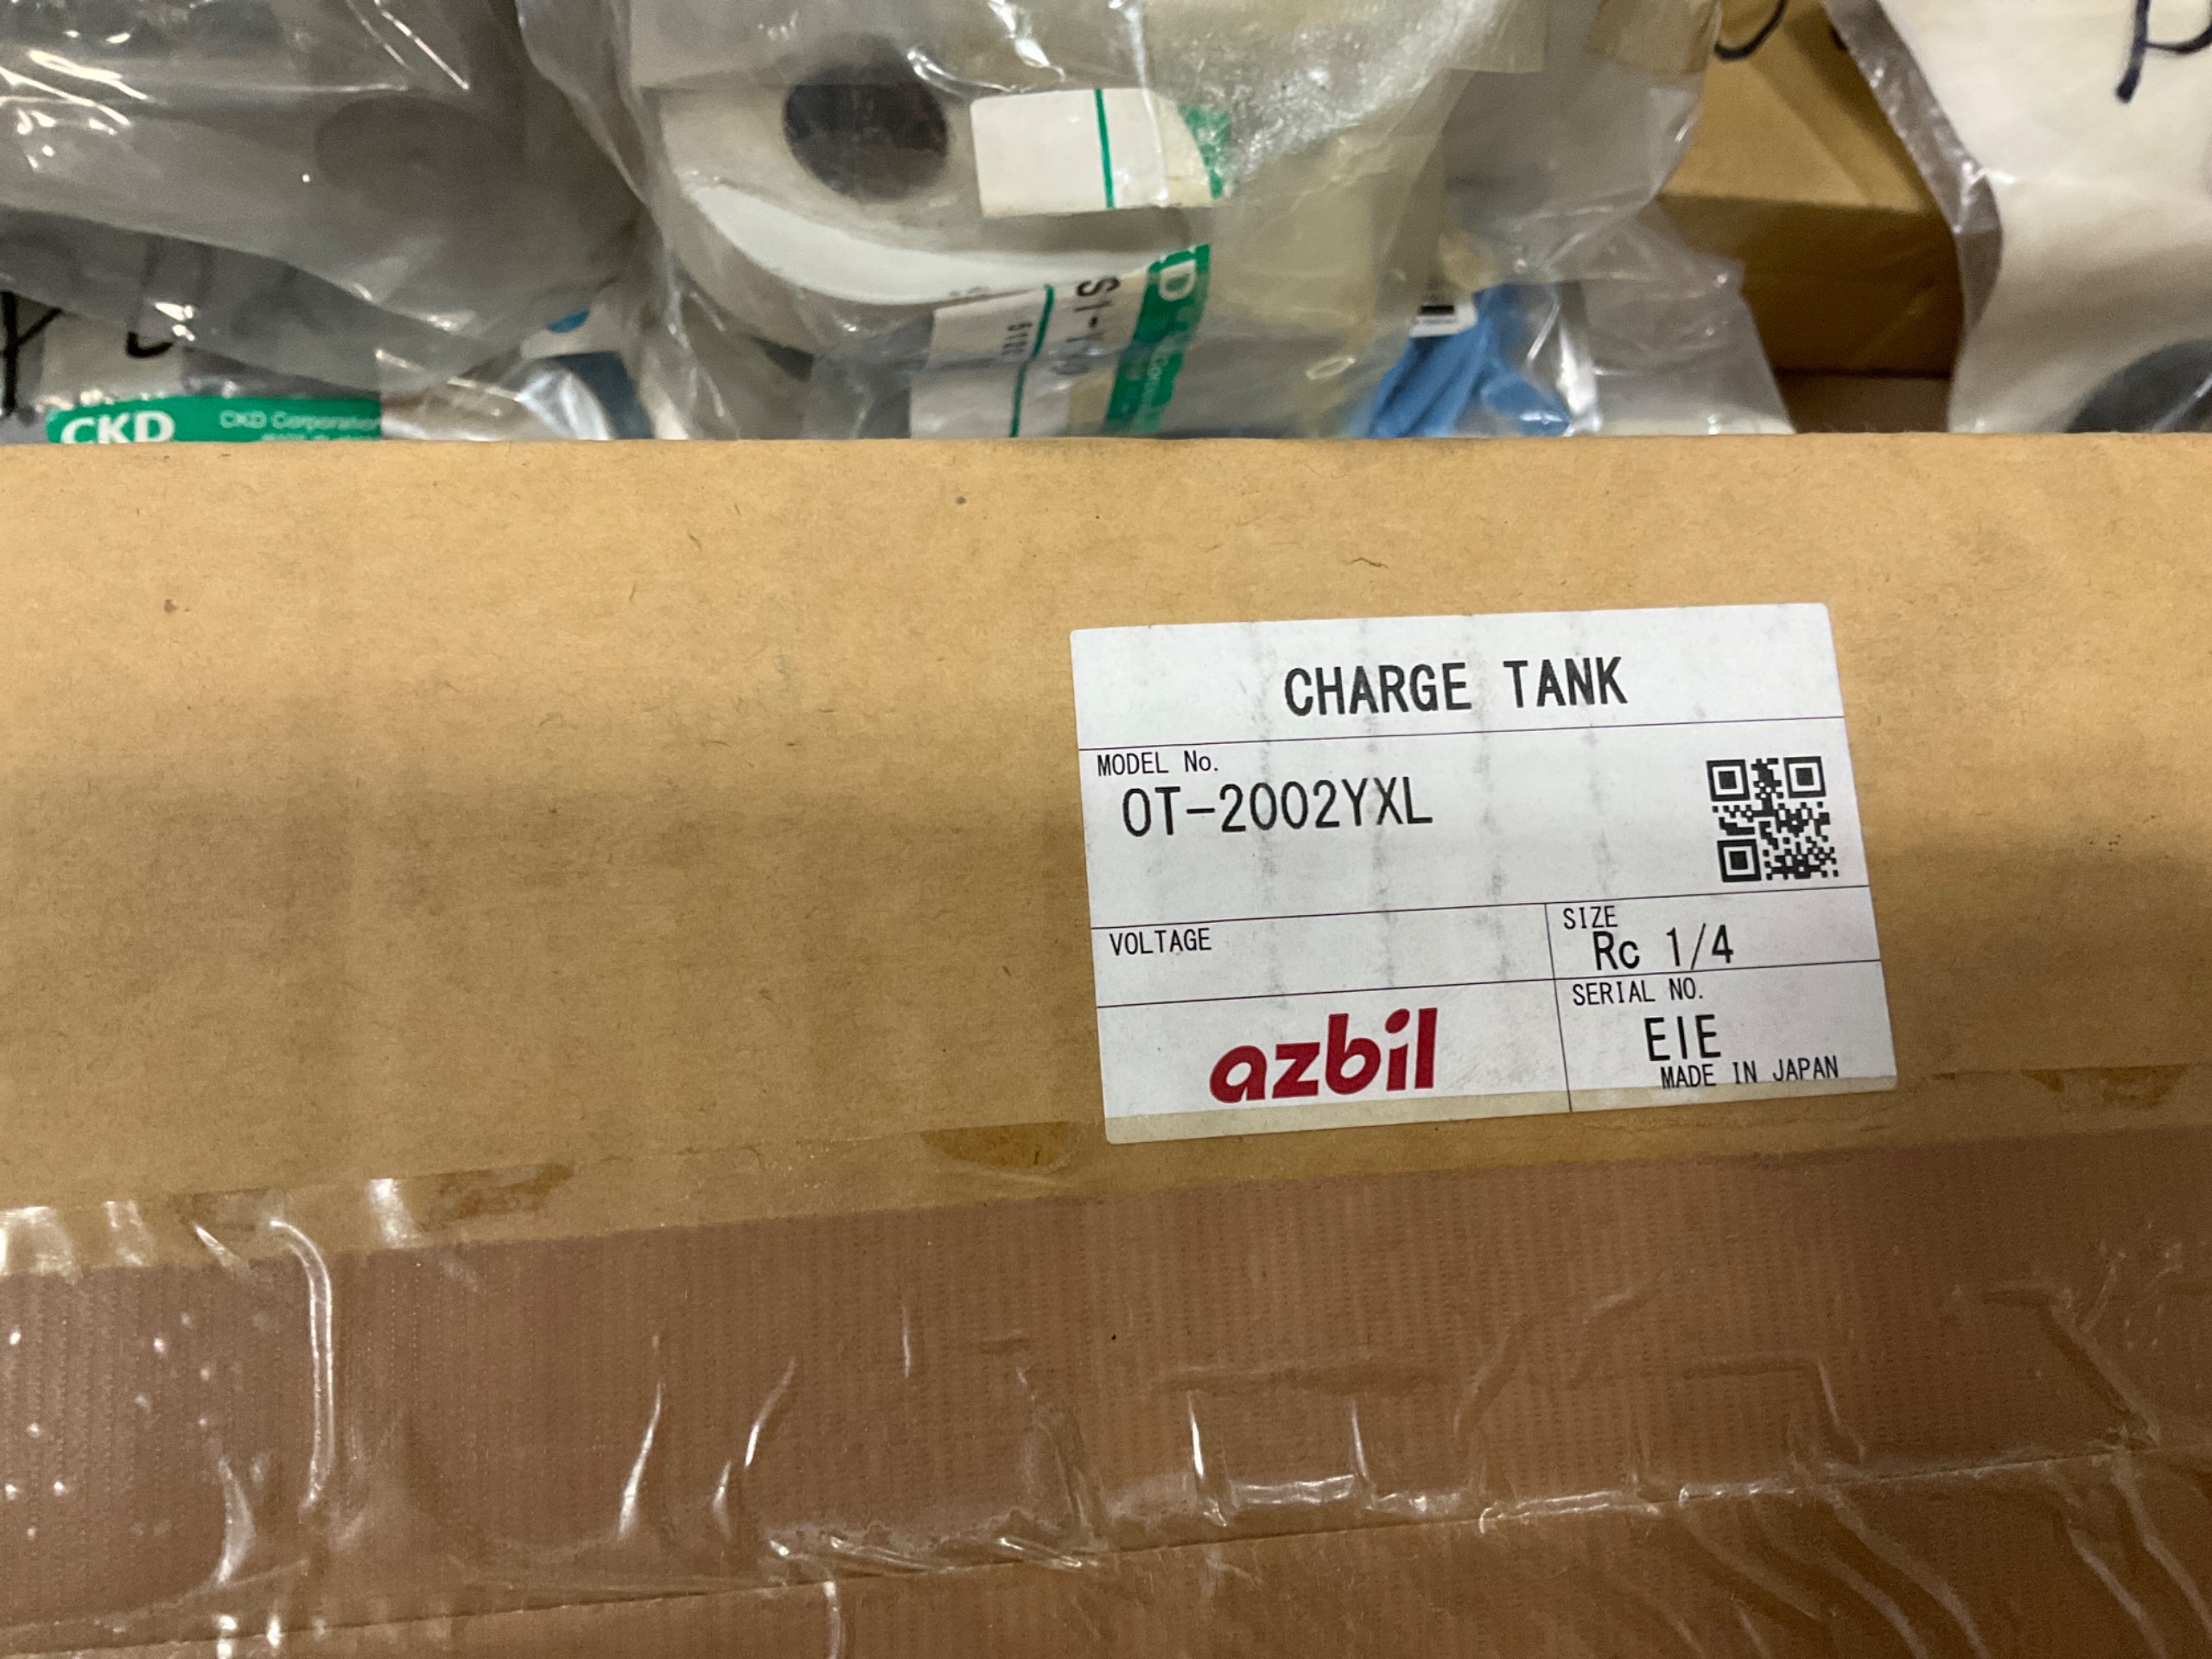 CKD
CKD Corporation
CHARGE TANK
MODEL No.
OT-2002YXL
VOLTAGE
SIZE
Rc 1/4
azbil
SERIAL NO.
EIE
MADE IN JAPAN